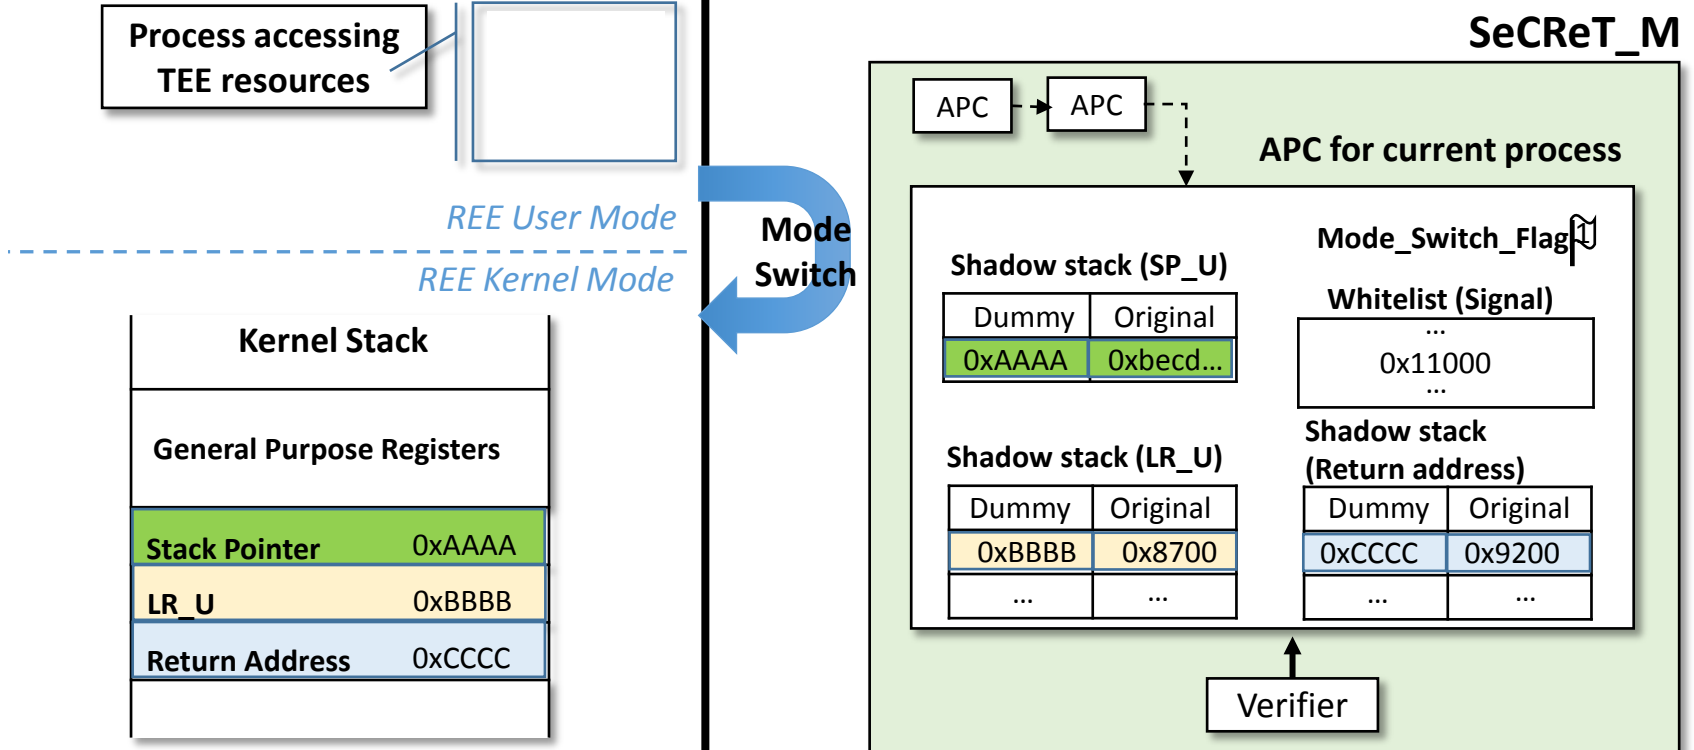 Process accessing
TEE resources
REE User Mode
REE Kernel Mode
Mode
Switch
Kernel Stack
General Purpose Registers
Stack Pointer 0xAAAA
LR_U 0xBBBB
Return Address 0xCCCC
SeCReT_M
APC APC
APC for current process
Mode_Switch_Flag 1
Shadow stack (SP_U)
Dummy Original
0xAAAA 0xbecd...
Whitelist (Signal)
...
0x11000
...
Shadow stack (LR_U)
Dummy Original
0xBBBB 0x8700
... ...
Shadow stack
(Return address)
Dummy Original
0xCCCC 0x9200
... ...
Verifier